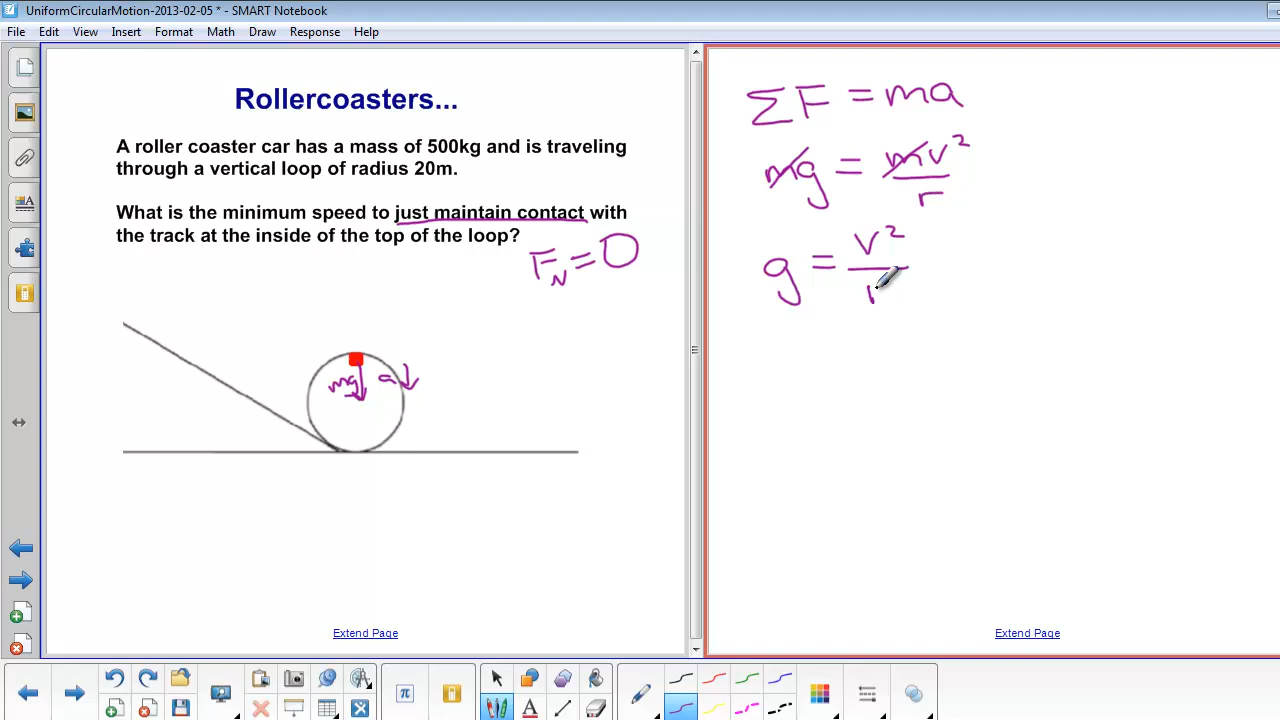 UniformCircularMotion-2013-02-05 * - SMART Notebook
File Edit View Insert Format Math Draw Response Help
Rollercoasters...
A roller coaster car has a mass of 500kg and is traveling
through a vertical loop of radius 20m.
What is the minimum speed to just maintain contact with
the track at the inside of the top of the loop?
F_N = 0
mg a
Extend Page
ΣF = ma
mg = mv²/r
g = v²/r
Extend Page
π
A